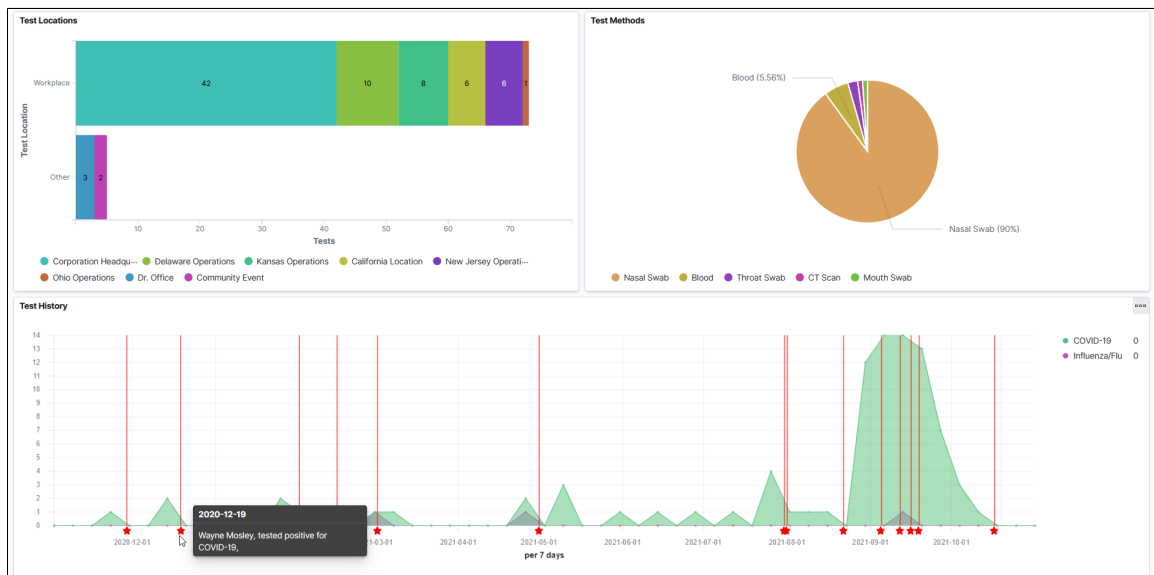 Test Locations
Workplace
42
10
8
6
6
1
Other
3
2
Test Location
10
20
30
40
50
60
70
Tests
Corporation Headqu···
Delaware Operations
Kansas Operations
California Location
New Jersey Operati···
Ohio Operations
Dr. Office
Community Event
Test Methods
Blood (5.56%)
Nasal Swab (90%)
Nasal Swab
Blood
Throat Swab
CT Scan
Mouth Swab
Test History
14
13
12
11
10
9
8
7
6
5
4
3
2
1
0
COVID-19 0
Influenza/Flu 0
2020-12-19
Wayne Mosley, tested positive for
COVID-19,
2020-12-01
2021-04-01
2021-05-01
2021-06-01
2021-07-01
2021-08-01
2021-09-01
2021-10-01
per 7 days